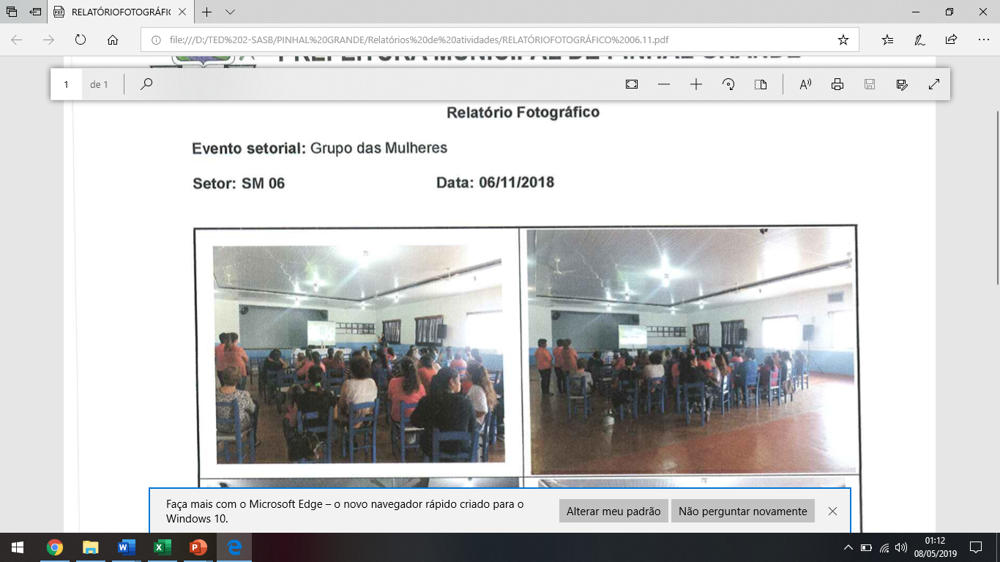 RELATÓRIOFOTOGRÁFIC
file:///D:/TED%202-SASB/PINHAL%20GRANDE/Relatórios%20de%20atividades/RELATÓRIOFOTOGRÁFICO%2006.11.pdf
PREFEITURA MUNICIPAL DE PINHAL GRANDE
1 de 1
Relatório Fotográfico
Evento setorial: Grupo das Mulheres
Setor: SM 06 Data: 06/11/2018
Faça mais com o Microsoft Edge – o novo navegador rápido criado para o
Windows 10.
Alterar meu padrão
Não perguntar novamente
01:12
08/05/2019